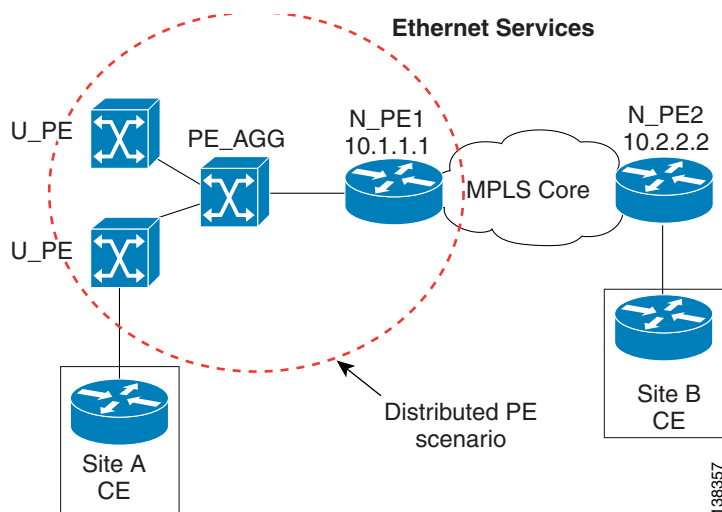 Ethernet Services
U_PE
PE_AGG
N_PE1
10.1.1.1
N_PE2
10.2.2.2
MPLS Core
U_PE
Distributed PE
scenario
Site A
CE
Site B
CE
138357